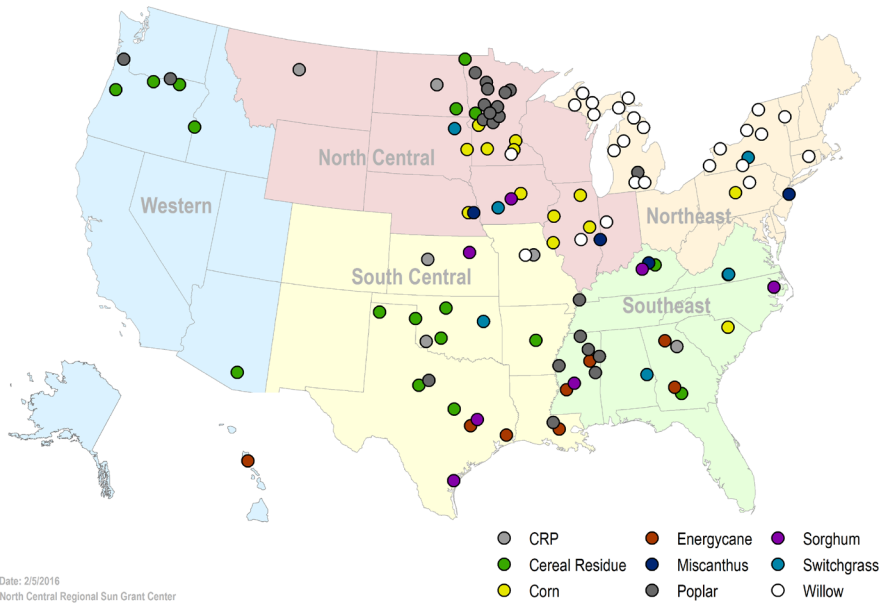 North Central
Western
Northeast
South Central
Southeast
CRP
Energycane
Sorghum
Cereal Residue
Miscanthus
Switchgrass
Corn
Poplar
Willow
Date: 2/5/2016
North Central Regional Sun Grant Center